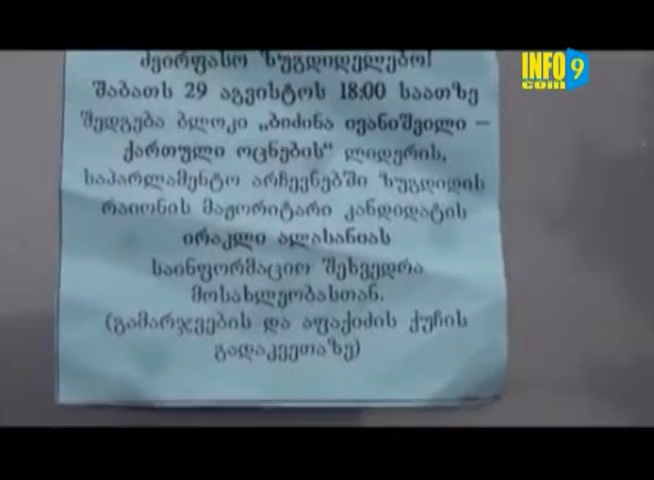 ძვირფასო ზუგდიდელებო!
შაბათს 29 აგვისტოს 18:00 საათზე
შედგება ბლოკი „ბიძინა ივანიშვილი –
ქართული ოცნების“ ლიდერის,
საპარლამენტო არჩევნებში ზუგდიდის
რაიონის მაჟორიტარი კანდიდატის
ირაკლი ალასანიას
საინფორმაციო შეხვედრა
მოსახლეობასთან.
(გამარჯვების და აფაქიძის ქუჩის
გადაკვეთაზე)
INFO 9
com